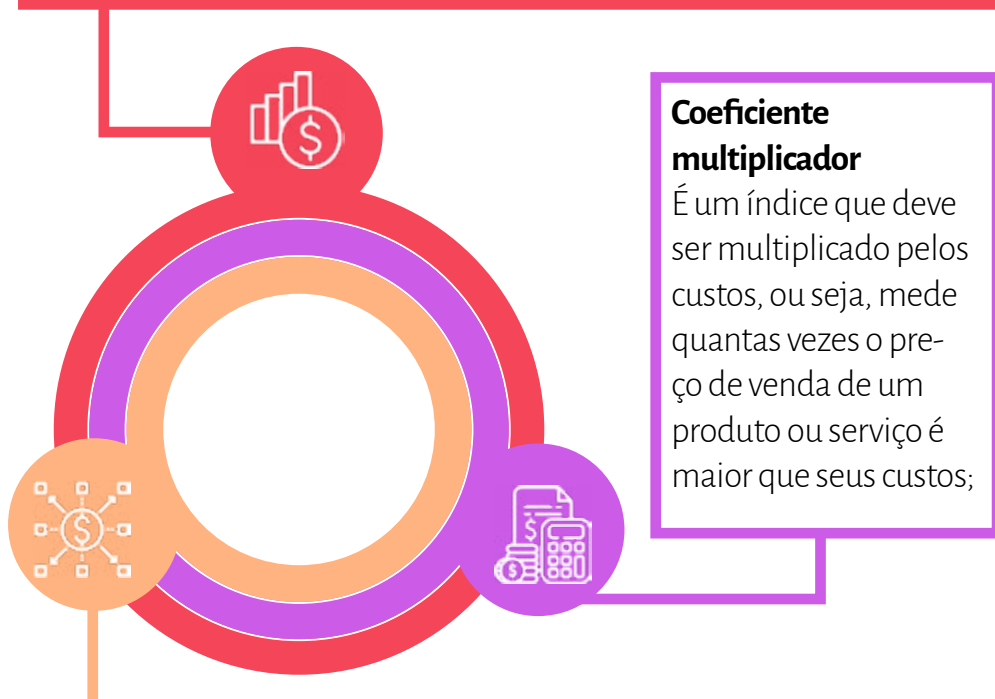 Coeficiente
multiplicador
É um índice que deve
ser multiplicado pelos
custos, ou seja, mede
quantas vezes o pre-
ço de venda de um
produto ou serviço é
maior que seus custos;
$
$
$
$